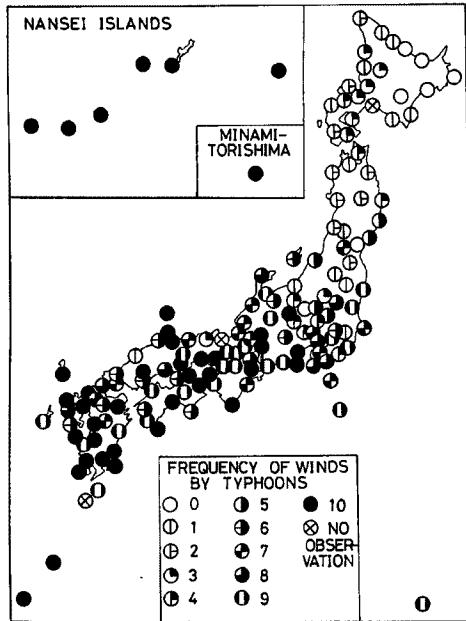 NANSEI ISLANDS
MINAMI-
TORISHIMA
FREQUENCY OF WINDS
BY TYPHOONS
0 5 10
1 6 NO
2 7 OBSER
3 8 VATION
4 9